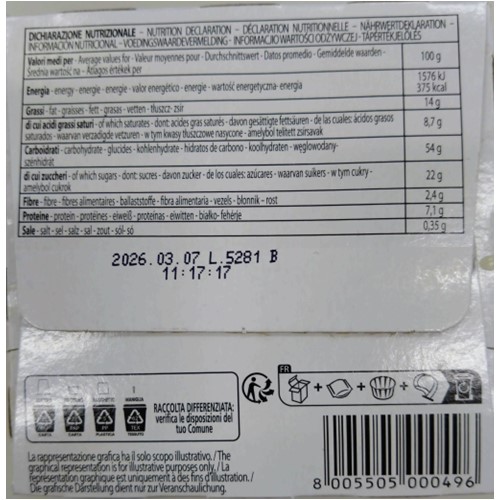 DICHIARAZIONE NUTRIZIONALE - NUTRITION DECLARATION - DÉCLARATION NUTRITIONNELLE - NÄHRWERTDEKLARATION -
INFORMACIÓN NUTRICIONAL - VOEDINGSWAARDEVERMELDING - INFORMACJA O WARTOŚCI ODŻYWCZEJ - TÁPÉRTÉKJELÖLÉS
Valori medi per - Average values for - Valeur moyennes pour - Durchschnittswert - Datos promedio - Gemiddelde waarden -
Średnia wartość na - Átlagos értékek per
100 g
Energia - energy - energie - energie - valor energético - energie - wartość energetyczna - energia
1576 kJ
375 kcal
Grassi - fat - graisses - fett - grasas - vetten - tłuszcz - zsír
14 g
di cui acidi grassi saturi - of which saturates - dont: acides gras saturés - davon gesättigte fettsäuren - de las cuales: ácidos grasos
saturados - waarvan verzadigde vetzuren - w tym kwasy tłuszczowe nasycone - amelyből telített zsírsavak
8,7 g
Carboidrati - carbohydrate - glucides - kohlenhydrate - hidratos de carbono - koolhydraten - węglowodany-
szénhidrát
54 g
di cui zuccheri - of which sugars - dont: sucres - davon zucker - de los cuales: azúcares - waarvan suikers - w tym cukry -
amelyből cukrok
22 g
Fibre - fibre - fibres alimentaires - ballaststoffe - fibra alimentaria - vezels - błonnik - rost
2,4 g
Proteine - protein - protéines - eiweiß - proteínas - eiwitten - białko - fehérje
7,1 g
Sale - salt - sel - salz - sal - zout - sól - só
0,35 g
2026.03.07 L.5281 B
11:17:17
FR
CARTA
CARTA
PP
PLASTICA
TEX
RACCOLTA DIFFERENZIATA:
verifica le disposizioni del
tuo Comune
La rappresentazione grafica ha il solo scopo illustrativo. / The
graphical representation is for illustrative purposes only. / La
représentation graphique est uniquement à des fins d'illustration. /
Die grafische Darstellung dient nur zur Veranschaulichung.
8 005505 000496